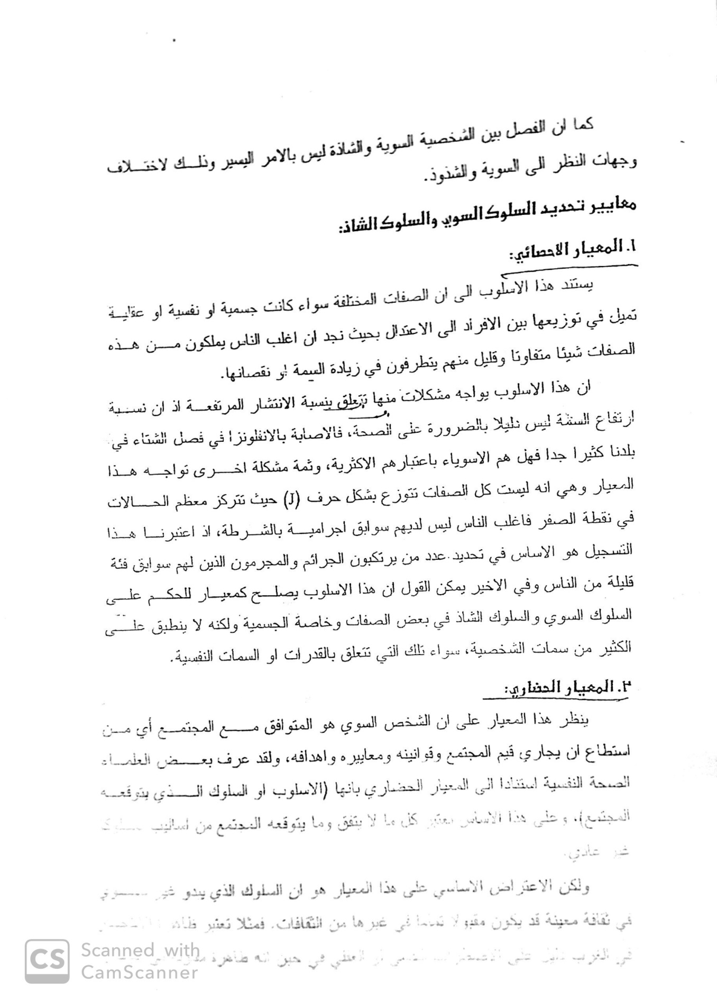 كما ان الفصل بين الشخصية السوية والشاذة ليس بالامر اليسير وذلك لاختلاف
وجهات النظر الى السوية والشذوذ.
معايير تحديد السلوك السوي والسلوك الشاذ:
١. المعيار الاحصائي:
يستند هذا الاسلوب الى ان الصفات المختلفة سواء كانت جسمية او نفسية او عقلية
تميل في توزيعها بين الافراد الى الاعتدال بحيث نجد ان اغلب الناس يملكون من هذه
الصفات شيئا متفاوتا وقليل منهم يتطرفون في زيادة السمة او نقصانها.
ان هذا الاسلوب يواجه مشكلات منها تتعلق بنسبة الانتشار المرتفعة اذ ان نسبة
ارتفاع السمة ليس دليلا بالضرورة على الصحة، فالاصابة بالانفلونزا في فصل الشتاء في
بلدنا كثيرا جدا فهل هم الاسوياء باعتبارهم الاكثرية، وثمة مشكلة اخرى تواجه هذا
المعيار وهي انه ليست كل الصفات تتوزع بشكل حرف (J) حيث تتركز معظم الحالات
في نقطة الصفر فاغلب الناس ليس لديهم سوابق اجرامية بالشرطة، اذ اعتبرنا هذا
التسجيل هو الاساس في تحديد عدد من يرتكبون الجرائم والمجرمون الذين لهم سوابق فئة
قليلة من الناس وفي الاخير يمكن القول ان هذا الاسلوب يصلح كمعيار للحكم على
السلوك السوي والسلوك الشاذ في بعض الصفات وخاصة الجسمية ولكنه لا ينطبق على
الكثير من سمات الشخصية، سواء تلك التي تتعلق بالقدرات او السمات النفسية.
٢. المعيار الحضاري:
ينظر هذا المعيار على ان الشخص السوي هو المتوافق مع المجتمع أي من
استطاع ان يجاري قيم المجتمع وقوانينه ومعاييره واهدافه، ولقد عرف بعض العلماء
الصحة النفسية استنادا الى المعيار الحضاري بانها (الاسلوب او السلوك الذي يتوقعه
المجتمع)، وعلى هذا الاساس يعتبر كل ما لا يتفق وما يتوقعه المجتمع من اساليب
غير عادي.
ولكن الاعتراض الاساسي على هذا المعيار هو ان السلوك الذي يبدو غير سوي
في ثقافة معينة قد يكون مقبولا تماما في غيرها من الثقافات. فمثلا تعتبر
في الغرب دليل على او العقلي في حين انه ظاهرة
CS Scanned with
CamScanner